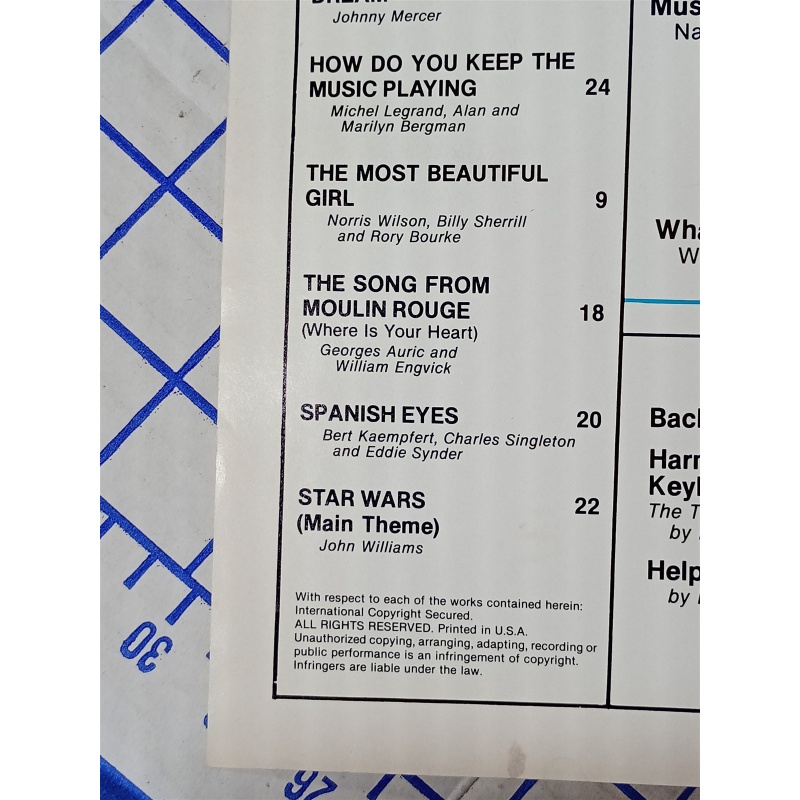 DREAM
Johnny Mercer
HOW DO YOU KEEP THE
MUSIC PLAYING 24
Michel Legrand, Alan and
Marilyn Bergman
THE MOST BEAUTIFUL
GIRL 9
Norris Wilson, Billy Sherrill
and Rory Bourke
THE SONG FROM
MOULIN ROUGE 18
(Where Is Your Heart)
Georges Auric and
William Engvick
SPANISH EYES 20
Bert Kaempfert, Charles Singleton
and Eddie Synder
STAR WARS 22
(Main Theme)
John Williams
With respect to each of the works contained herein:
International Copyright Secured.
ALL RIGHTS RESERVED. Printed in U.S.A.
Unauthorized copying, arranging, adapting, recording or
public performance is an infringement of copyright.
Infringers are liable under the law.
Mus
Na
Wha
W
Back
Harr
Key
The T
by
Help
by
30
26